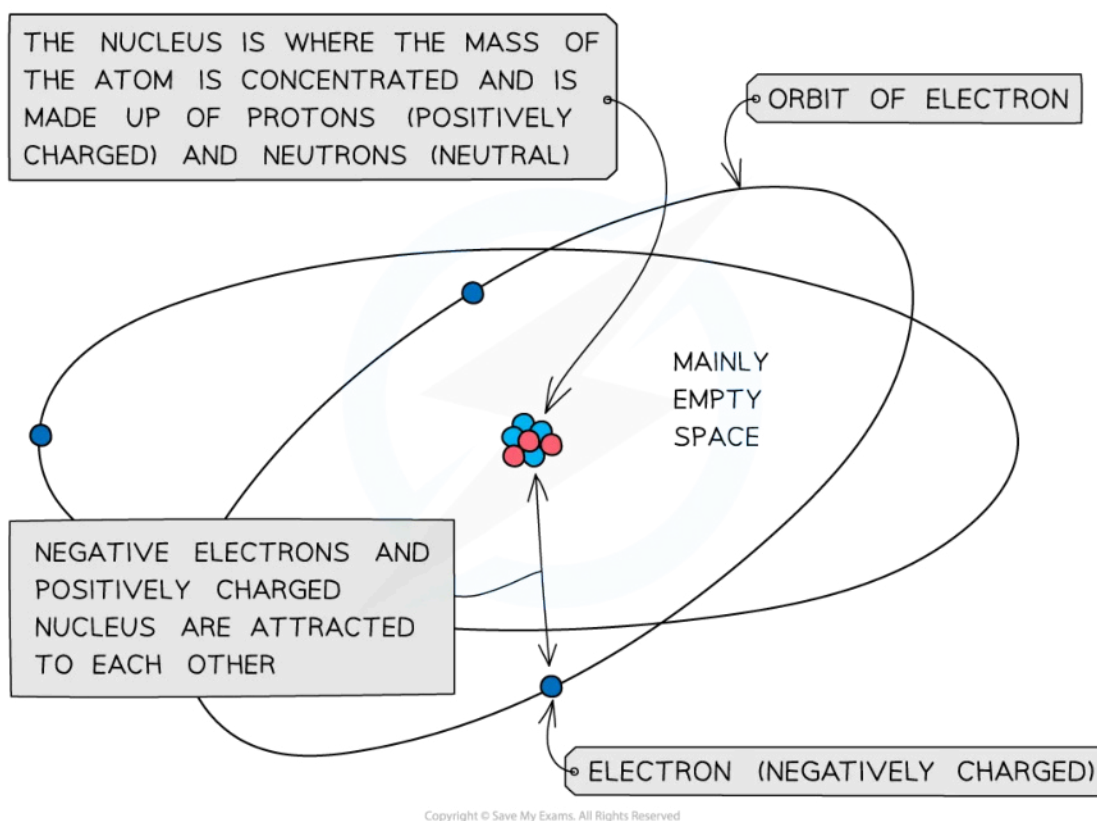 THE NUCLEUS IS WHERE THE MASS OF
THE ATOM IS CONCENTRATED AND IS
MADE UP OF PROTONS (POSITIVELY
CHARGED) AND NEUTRONS (NEUTRAL)
ORBIT OF ELECTRON
MAINLY
EMPTY
SPACE
NEGATIVE ELECTRONS AND
POSITIVELY CHARGED
NUCLEUS ARE ATTRACTED
TO EACH OTHER
ELECTRON (NEGATIVELY CHARGED)
Copyright © Save My Exams. All Rights Reserved